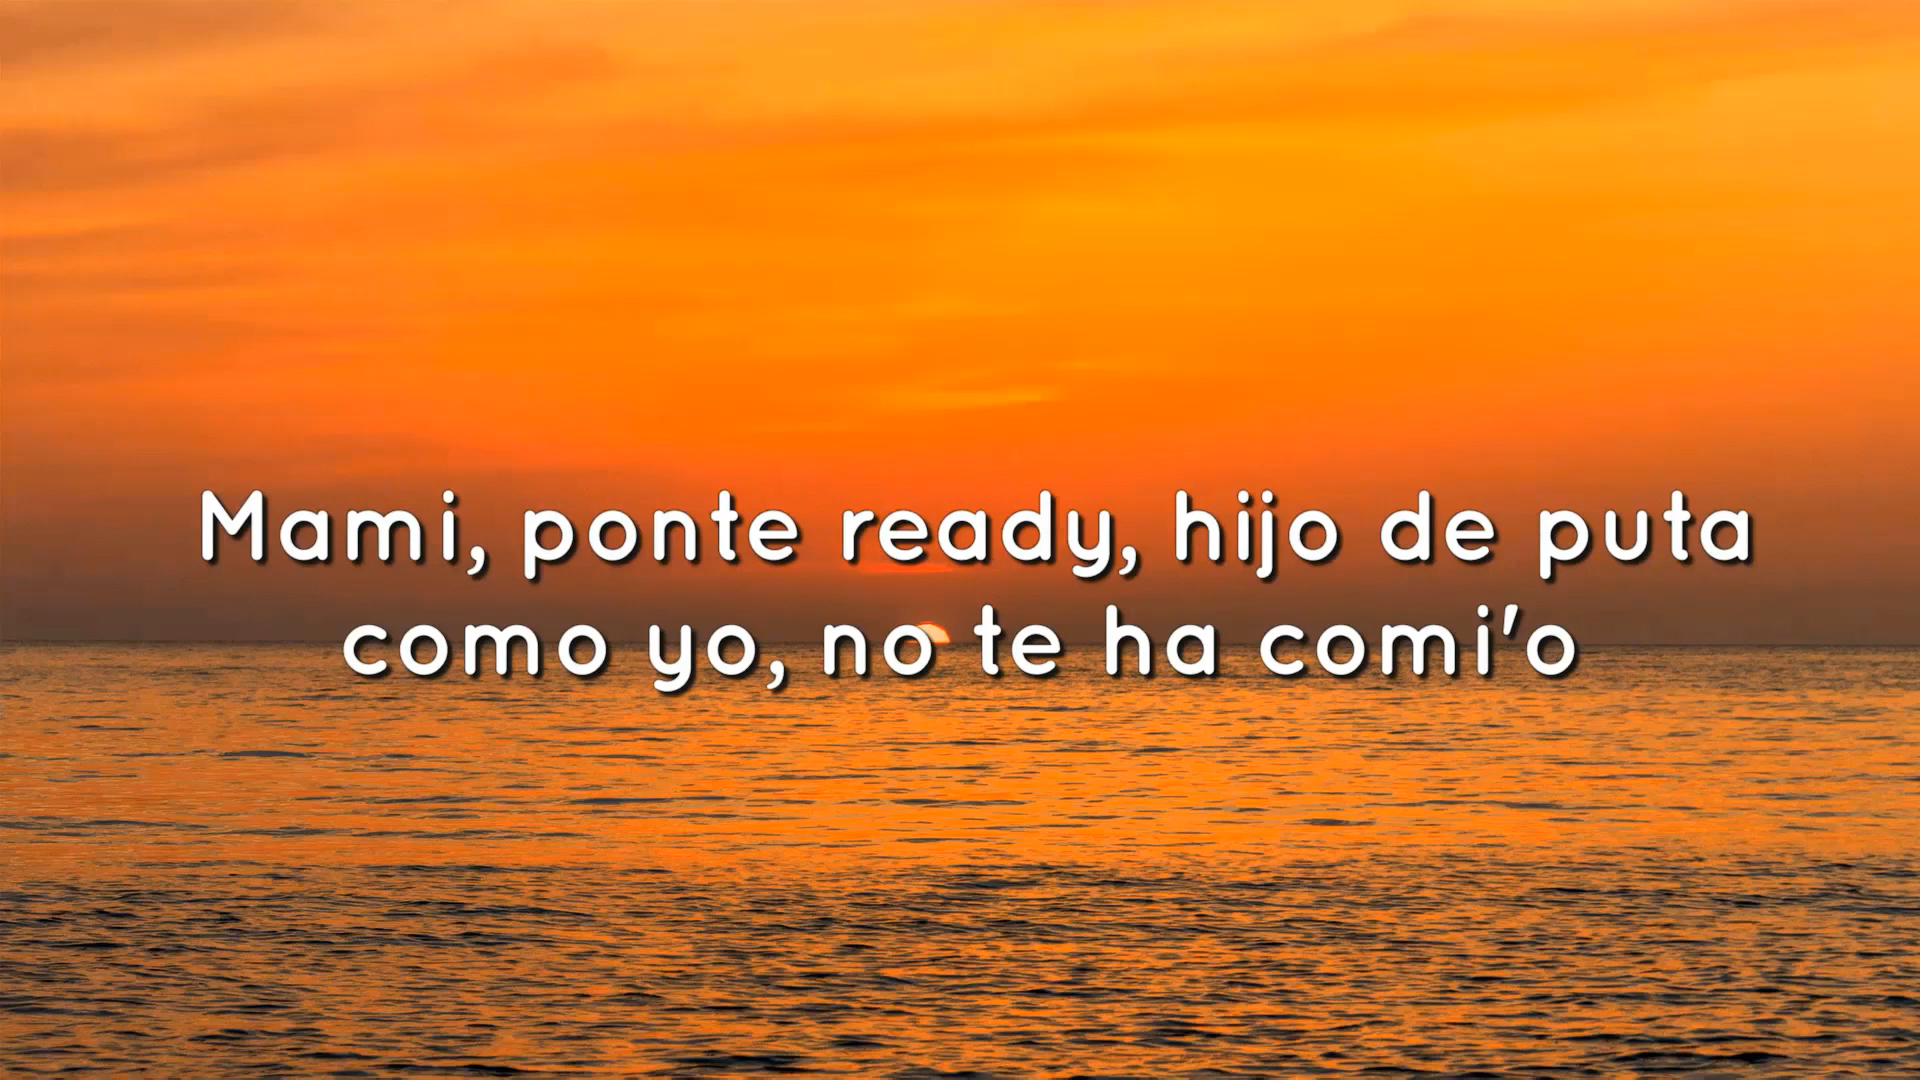 Mami, ponte ready, hijo de puta
como yo, no te ha comi'o